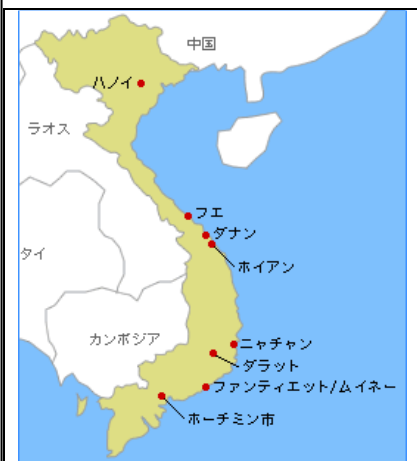 中国
ハノイ
ラオス
フエ
ダナン
タイ
ホイアン
カンボジア
ニャチャン
ダラット
ファンティエット/ムイネー
ホーチミン市